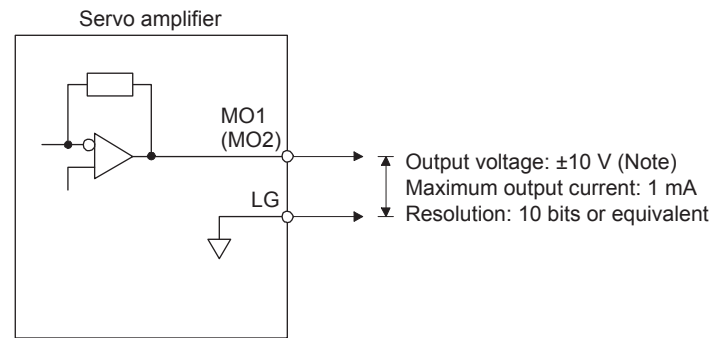 Servo amplifier
MO1
(MO2)
LG
Output voltage: ±10 V (Note)
Maximum output current: 1 mA
Resolution: 10 bits or equivalent